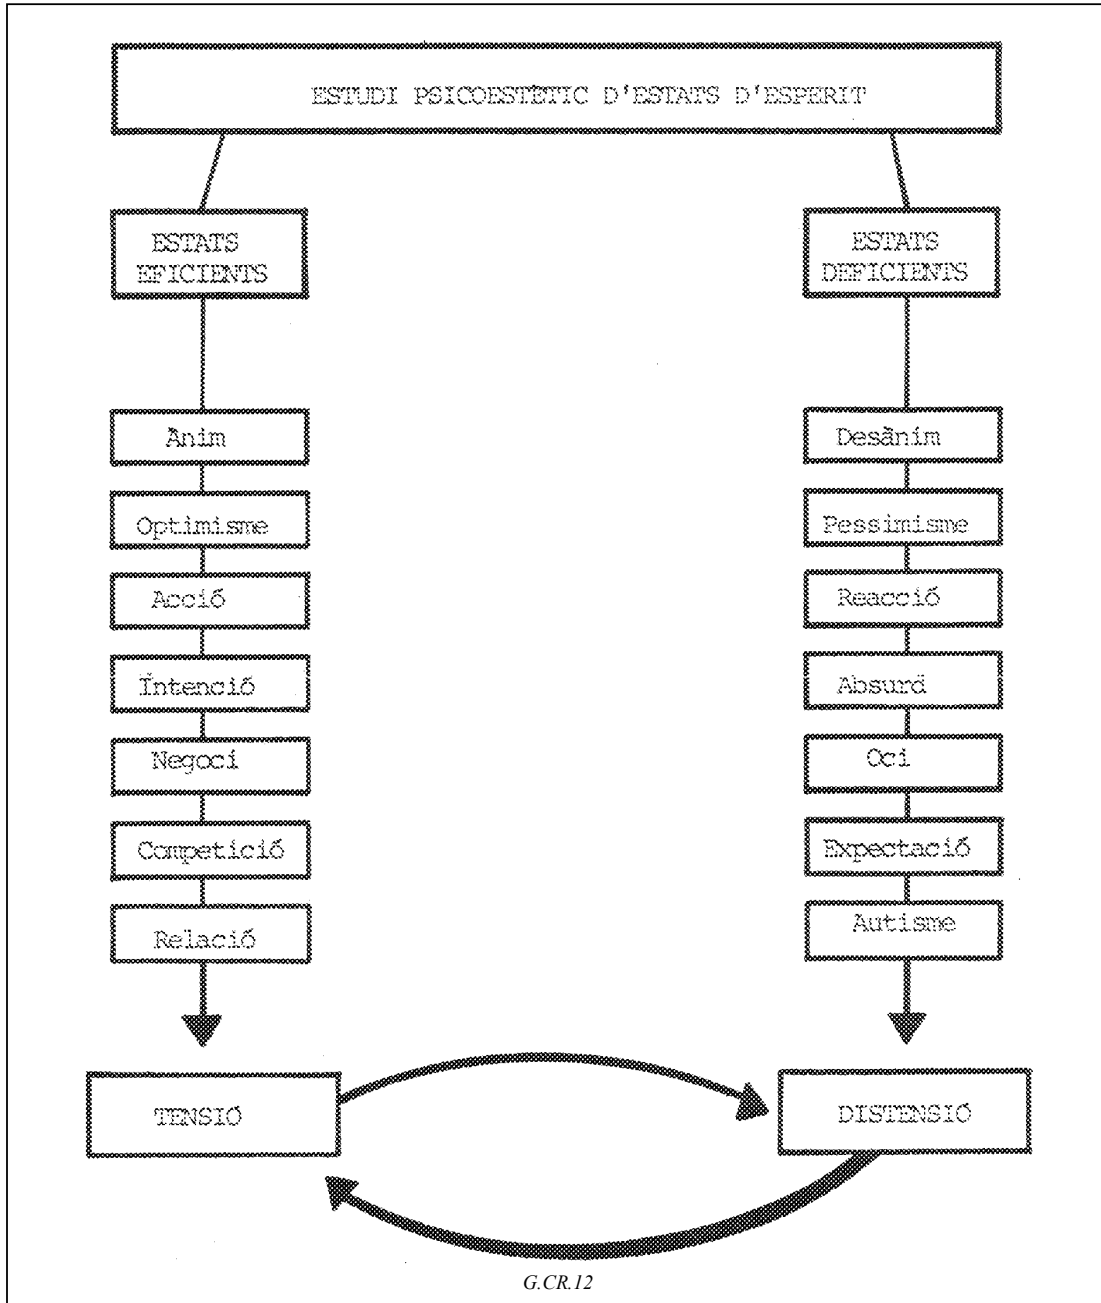 ESTUDI PSICOESTÈTIC D'ESTATS D'ESPERIT
ESTATS
EFICIENTS
ESTATS
DEFICIENTS
Ànim
Optimisme
Acció
Intenció
Negoci
Competició
Relació
Desànim
Pessimisme
Reacció
Absurd
Oci
Expectació
Autisme
TENSIÓ
DISTENSIÓ
G.CR.12